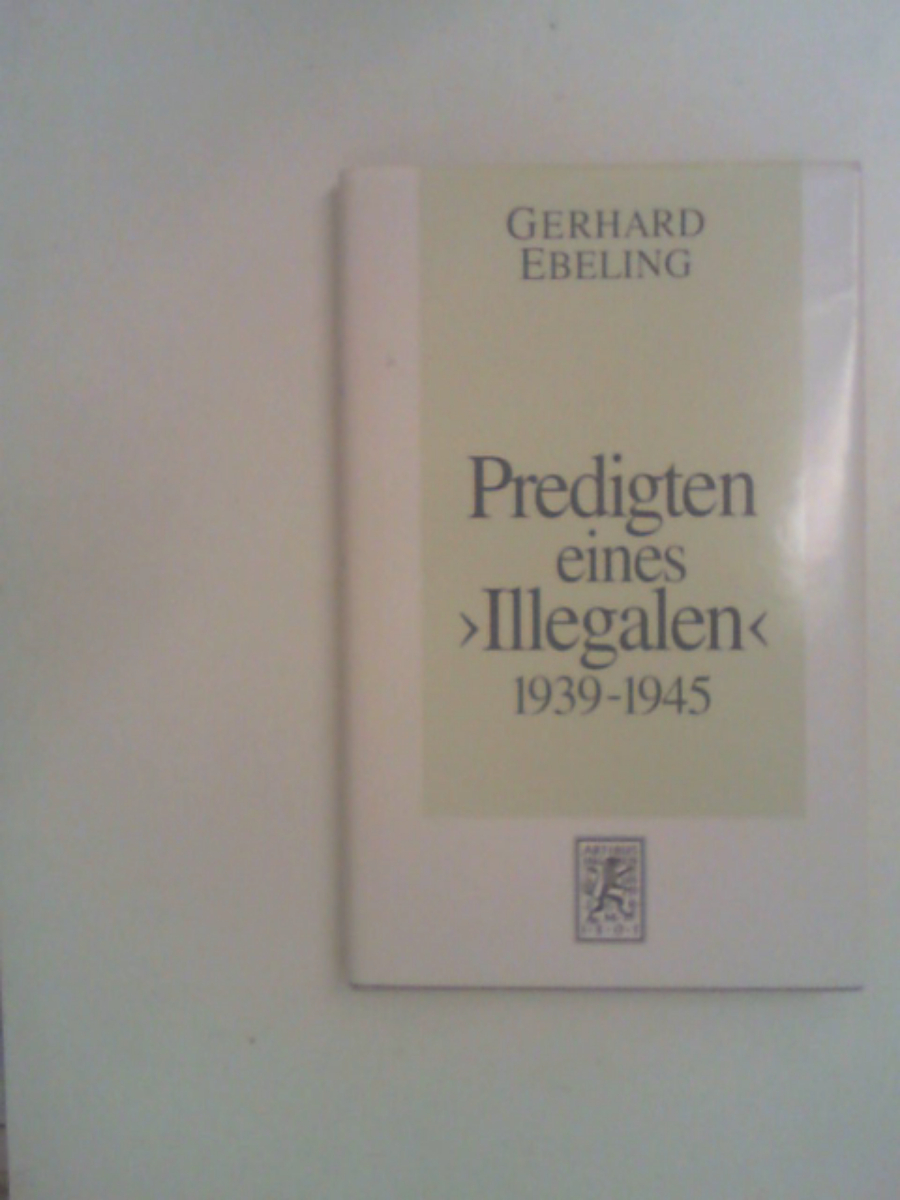 GERHARD
EBELING
Predigten
eines
›Illegalen‹
1939-1945